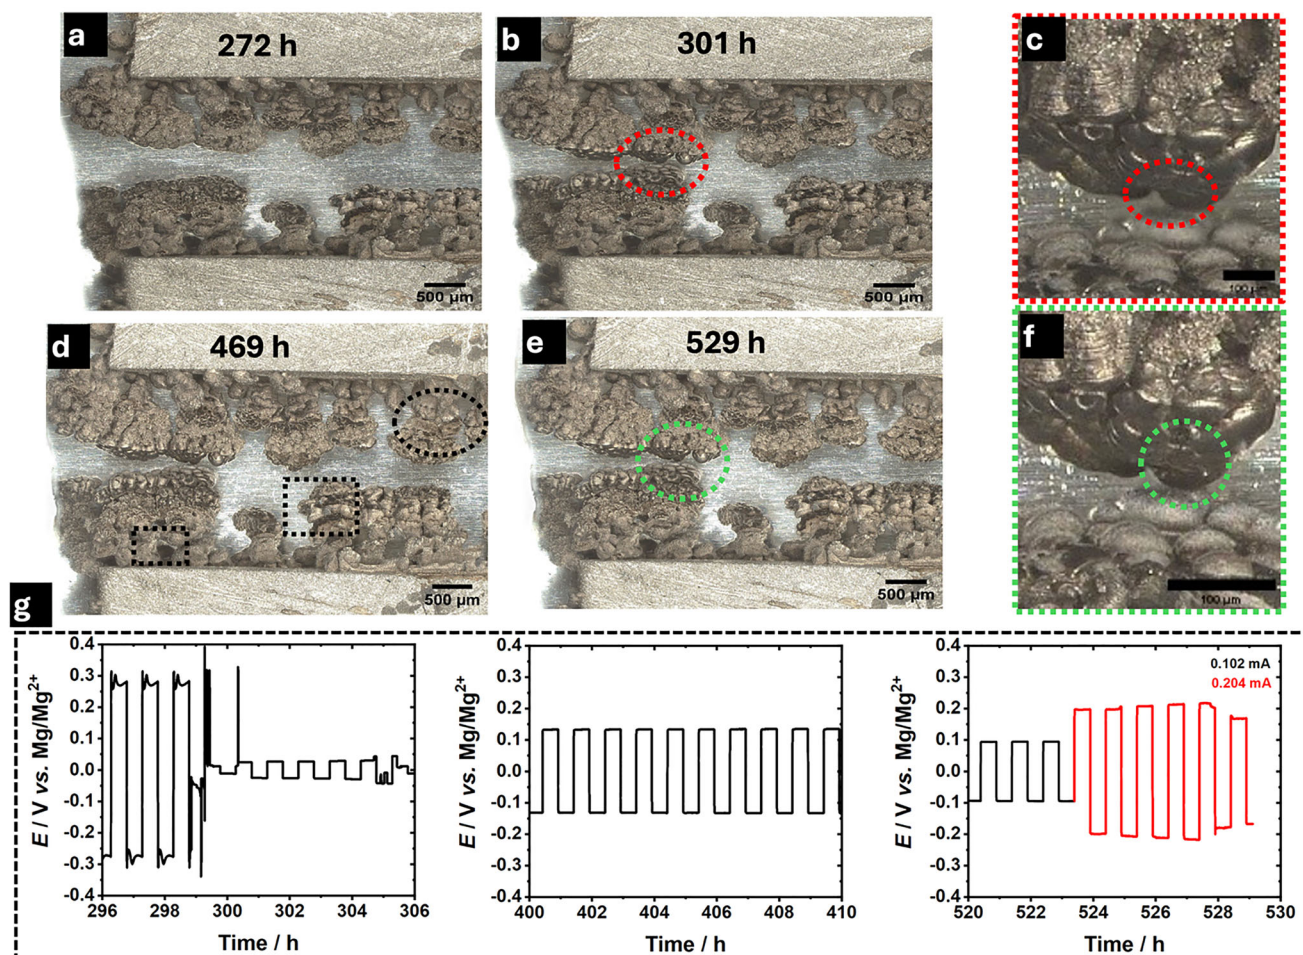 a
272 h
500 µm
b
301 h
500 µm
c
100 µm
d
469 h
500 µm
e
529 h
500 µm
f
100 µm
g
E / V vs. Mg/Mg²⁺
0.4
0.3
0.2
0.1
0.0
-0.1
-0.2
-0.3
-0.4
296 298 300 302 304 306
Time / h
E / V vs. Mg/Mg²⁺
0.4
0.3
0.2
0.1
0.0
-0.1
-0.2
-0.3
-0.4
400 402 404 406 408 410
Time / h
E / V vs. Mg/Mg²⁺
0.4
0.3
0.2
0.1
0.0
-0.1
-0.2
-0.3
-0.4
0.102 mA
0.204 mA
520 522 524 526 528 530
Time / h